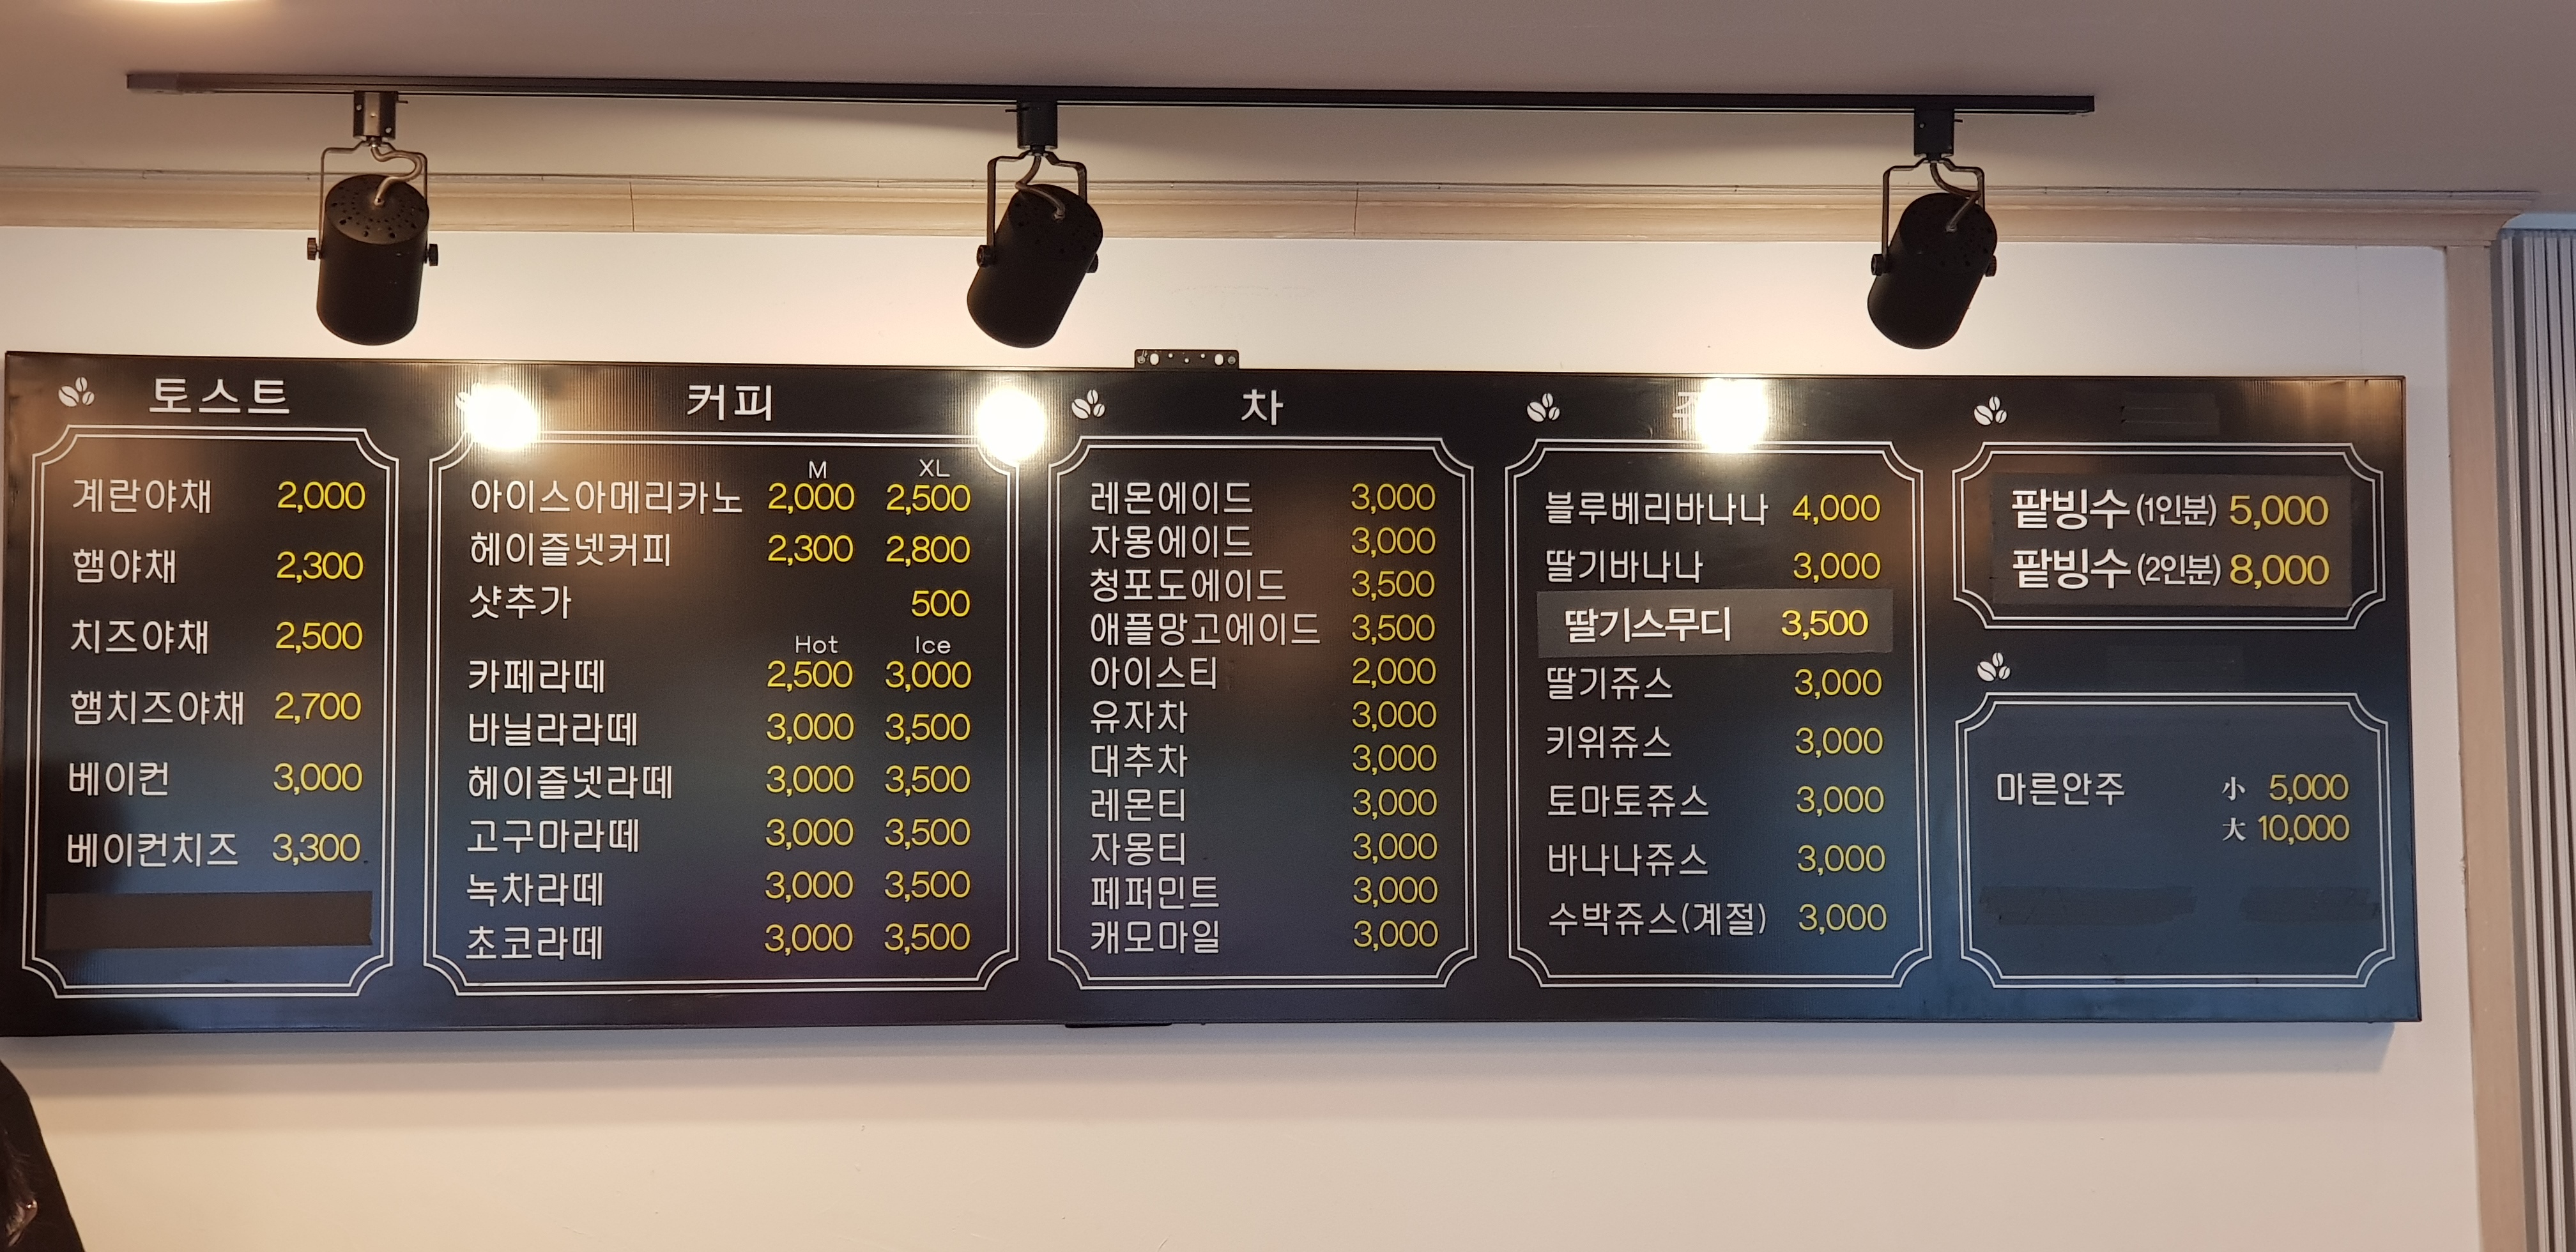 토스트
계란야채 2,000
햄야채 2,300
치즈야채 2,500
햄치즈야채 2,700
베이컨 3,000
베이컨치즈 3,300
커피
M XL
아이스아메리카노 2,000 2,500
헤이즐넷커피 2,300 2,800
샷추가 500
Hot Ice
카페라떼 2,500 3,000
바닐라라떼 3,000 3,500
헤이즐넷라떼 3,000 3,500
고구마라떼 3,000 3,500
녹차라떼 3,000 3,500
초코라떼 3,000 3,500
차
레몬에이드 3,000
자몽에이드 3,000
청포도에이드 3,500
애플망고에이드 3,500
아이스티 2,000
유자차 3,000
대추차 3,000
레몬티 3,000
자몽티 3,000
페퍼민트 3,000
캐모마일 3,000
블루베리바나나 4,000
딸기바나나 3,000
딸기스무디 3,500
딸기쥬스 3,000
키위쥬스 3,000
토마토쥬스 3,000
바나나쥬스 3,000
수박쥬스(계절) 3,000
팥빙수 (1인분) 5,000
팥빙수 (2인분) 8,000
마른안주 小 5,000
大 10,000